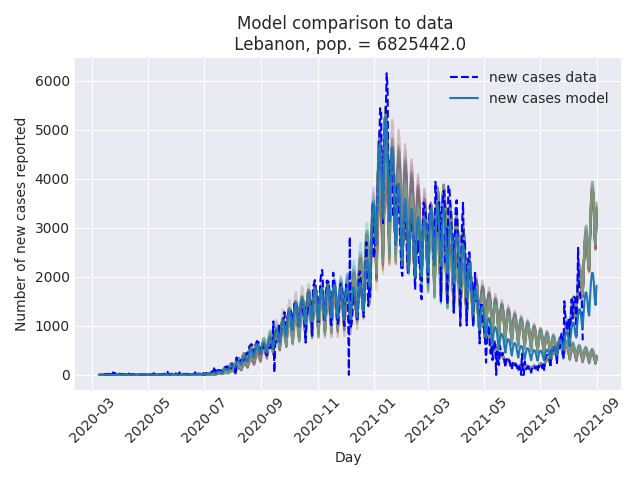 Model comparison to data
Lebanon, pop. = 6825442.0
new cases data
new cases model
Number of new cases reported
6000
5000
4000
3000
2000
1000
0
2020-03
2020-05
2020-07
2020-09
2020-11
2021-01
2021-03
2021-05
2021-07
2021-09
Day